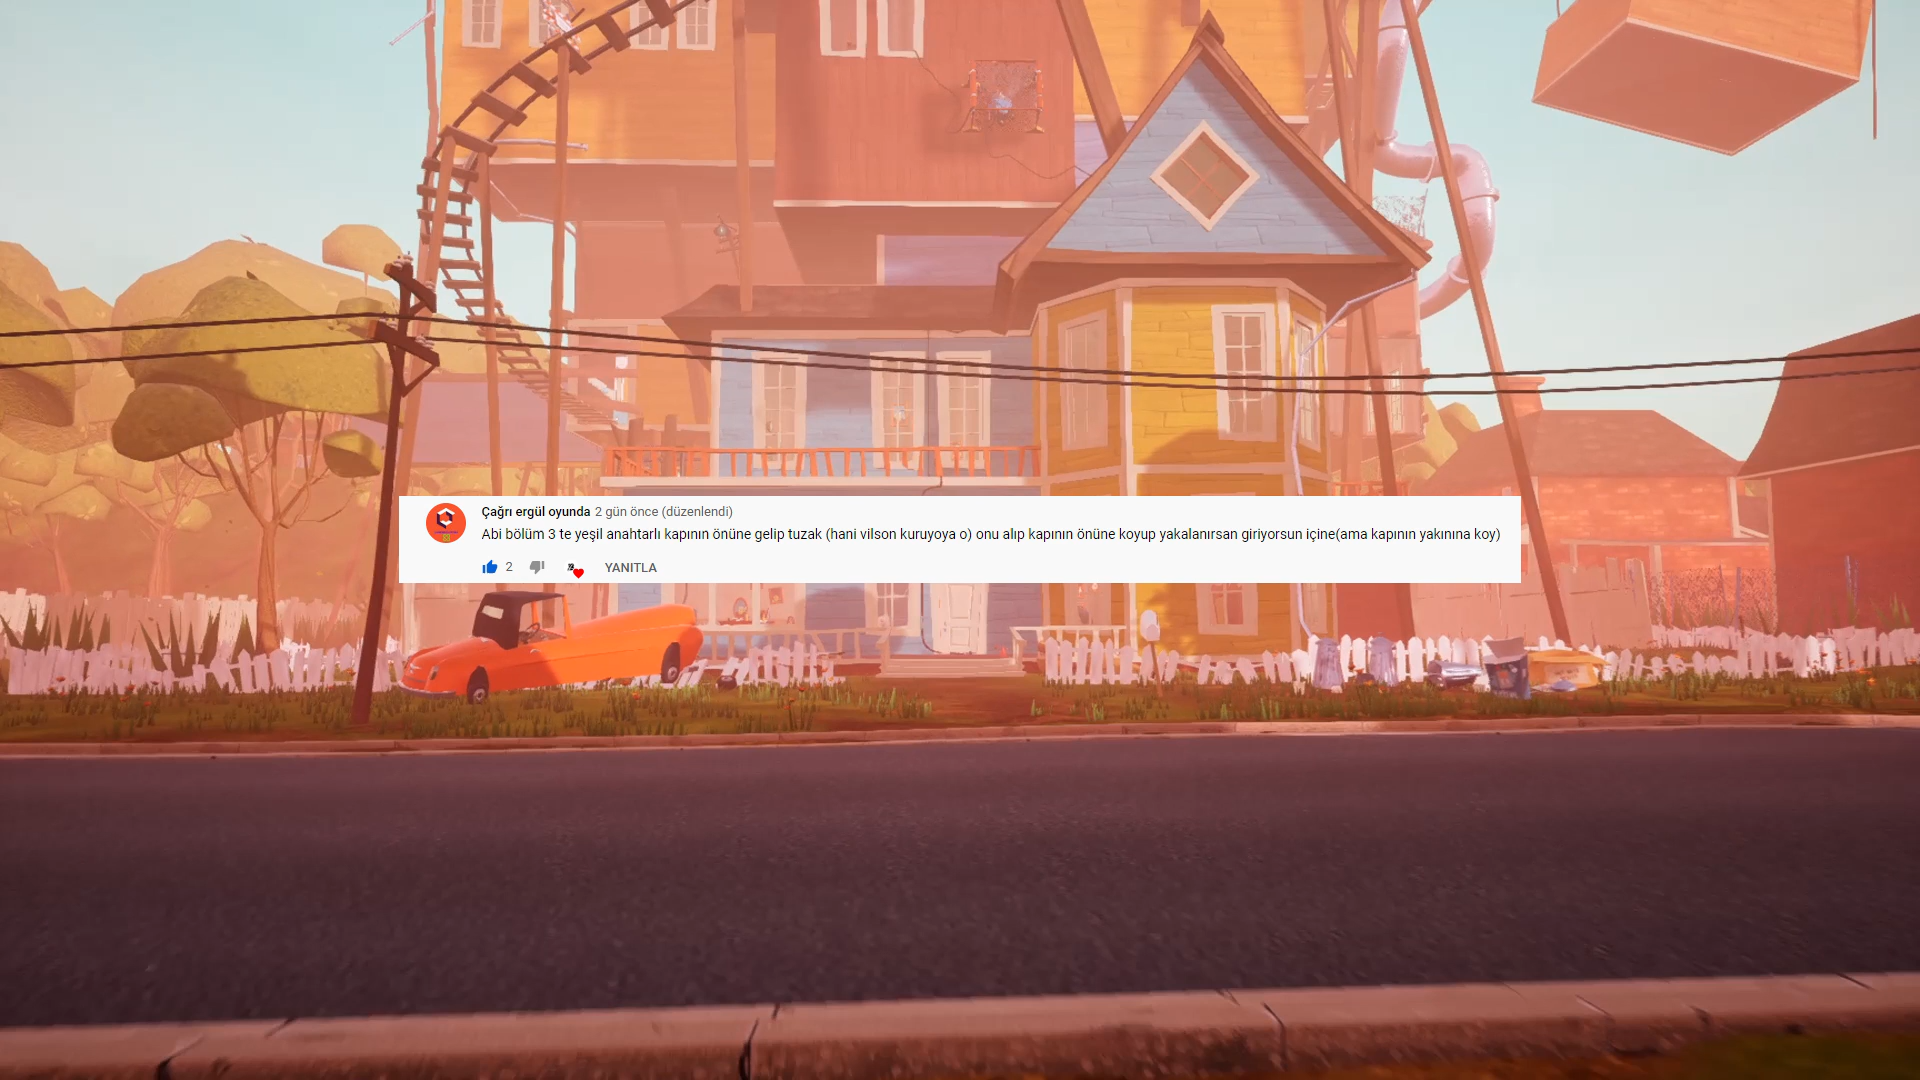 Çağrı ergül oyunda 2 gün önce (düzenlendi)
Abi bölüm 3 te yeşil anahtarlı kapının önüne gelip tuzak (hani vilson kuruyoya o) onu alıp kapının önüne koyup yakalanırsan giriyorsun içine(ama kapının yakınına koy)
2 YANITLA